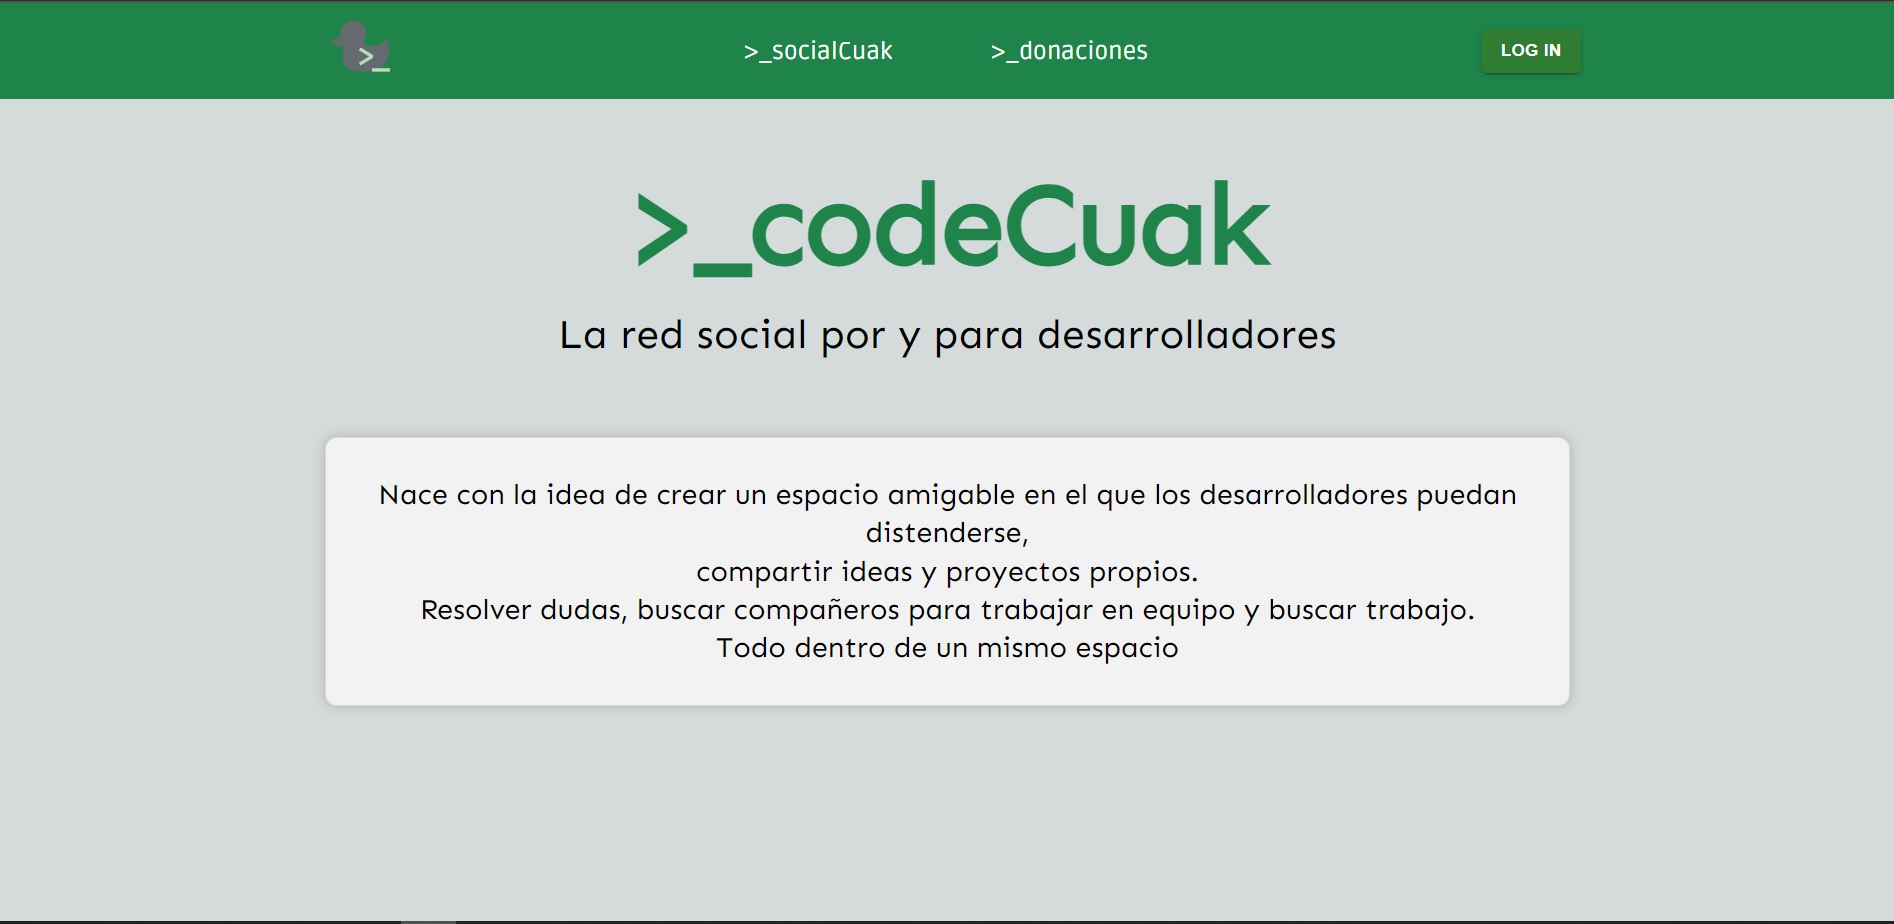 >_
>_socialCuak
>_donaciones
LOG IN
>_codeCuak
La red social por y para desarrolladores
Nace con la idea de crear un espacio amigable en el que los desarrolladores puedan
distenderse,
compartir ideas y proyectos propios.
Resolver dudas, buscar compañeros para trabajar en equipo y buscar trabajo.
Todo dentro de un mismo espacio